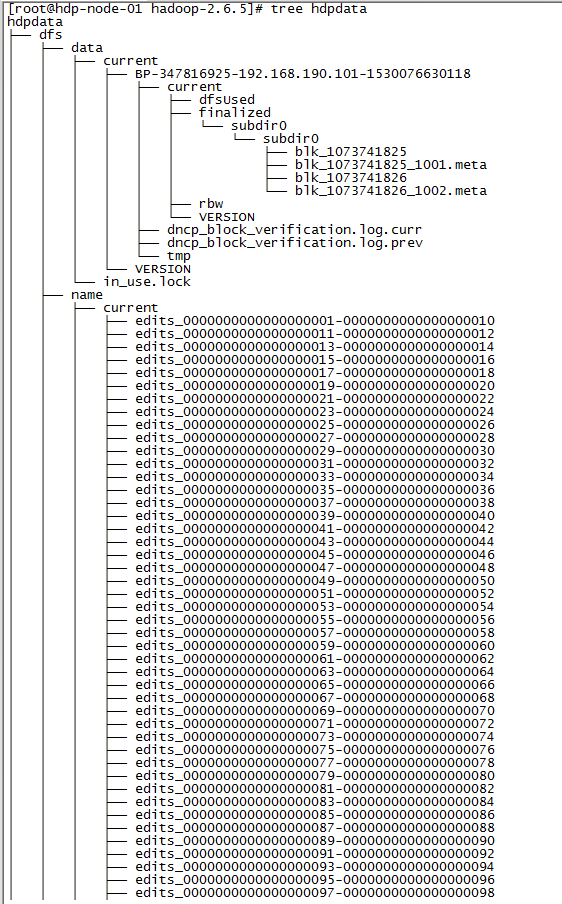 [root@hdp-node-01 hadoop-2.6.5]# tree hdpdata
hdpdata
├── dfs
│   ├── data
│   │   ├── current
│   │   │   ├── BP-347816925-192.168.190.101-1530076630118
│   │   │   │   ├── current
│   │   │   │   │   ├── dfsUsed
│   │   │   │   │   ├── finalized
│   │   │   │   │   │   └── subdir0
│   │   │   │   │   │       └── subdir0
│   │   │   │   │   │           ├── blk_1073741825
│   │   │   │   │   │           ├── blk_1073741825_1001.meta
│   │   │   │   │   │           ├── blk_1073741826
│   │   │   │   │   │           └── blk_1073741826_1002.meta
│   │   │   │   │   ├── rbw
│   │   │   │   │   └── VERSION
│   │   │   │   ├── dncp_block_verification.log.curr
│   │   │   │   ├── dncp_block_verification.log.prev
│   │   │   │   └── tmp
│   │   │   └── VERSION
│   │   └── in_use.lock
│   ├── name
│   │   ├── current
│   │   │   ├── edits_0000000000000000001-0000000000000000010
│   │   │   ├── edits_0000000000000000011-0000000000000000012
│   │   │   ├── edits_0000000000000000013-0000000000000000014
│   │   │   ├── edits_0000000000000000015-0000000000000000016
│   │   │   ├── edits_0000000000000000017-0000000000000000018
│   │   │   ├── edits_0000000000000000019-0000000000000000020
│   │   │   ├── edits_0000000000000000021-0000000000000000022
│   │   │   ├── edits_0000000000000000023-0000000000000000024
│   │   │   ├── edits_0000000000000000025-0000000000000000026
│   │   │   ├── edits_0000000000000000027-0000000000000000028
│   │   │   ├── edits_0000000000000000029-0000000000000000030
│   │   │   ├── edits_0000000000000000031-0000000000000000032
│   │   │   ├── edits_0000000000000000033-0000000000000000034
│   │   │   ├── edits_0000000000000000035-0000000000000000036
│   │   │   ├── edits_0000000000000000037-0000000000000000038
│   │   │   ├── edits_0000000000000000039-0000000000000000040
│   │   │   ├── edits_0000000000000000041-0000000000000000042
│   │   │   ├── edits_0000000000000000043-0000000000000000044
│   │   │   ├── edits_0000000000000000045-0000000000000000046
│   │   │   ├── edits_0000000000000000047-0000000000000000048
│   │   │   ├── edits_0000000000000000049-0000000000000000050
│   │   │   ├── edits_0000000000000000051-0000000000000000052
│   │   │   ├── edits_0000000000000000053-0000000000000000054
│   │   │   ├── edits_0000000000000000055-0000000000000000056
│   │   │   ├── edits_0000000000000000057-0000000000000000058
│   │   │   ├── edits_0000000000000000059-0000000000000000060
│   │   │   ├── edits_0000000000000000061-0000000000000000062
│   │   │   ├── edits_0000000000000000063-0000000000000000064
│   │   │   ├── edits_0000000000000000065-0000000000000000066
│   │   │   ├── edits_0000000000000000067-0000000000000000068
│   │   │   ├── edits_0000000000000000069-0000000000000000070
│   │   │   ├── edits_0000000000000000071-0000000000000000072
│   │   │   ├── edits_0000000000000000073-0000000000000000074
│   │   │   ├── edits_0000000000000000075-0000000000000000076
│   │   │   ├── edits_0000000000000000077-0000000000000000078
│   │   │   ├── edits_0000000000000000079-0000000000000000080
│   │   │   ├── edits_0000000000000000081-0000000000000000082
│   │   │   ├── edits_0000000000000000083-0000000000000000084
│   │   │   ├── edits_0000000000000000085-0000000000000000086
│   │   │   ├── edits_0000000000000000087-0000000000000000088
│   │   │   ├── edits_0000000000000000089-0000000000000000090
│   │   │   ├── edits_0000000000000000091-0000000000000000092
│   │   │   ├── edits_0000000000000000093-0000000000000000094
│   │   │   ├── edits_0000000000000000095-0000000000000000096
│   │   │   ├── edits_0000000000000000097-0000000000000000098